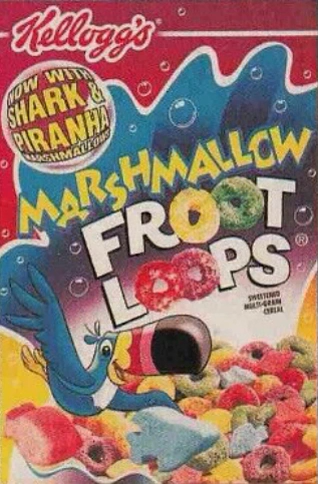 Kellogg's®
NOW WITH
SHARK &
PIRANHA
MARSHMALLOWS
MARSHMALLOW
FROOT
LOOPS®
SWEETENED
MULTI-GRAIN
CEREAL